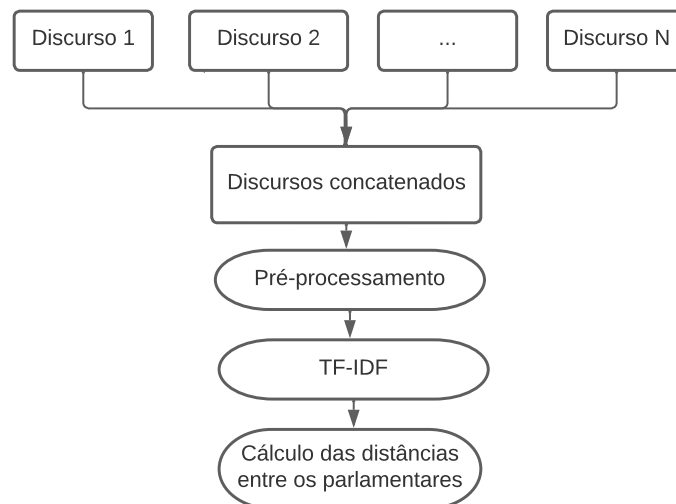 Discurso 1
Discurso 2
...
Discurso N
Discursos concatenados
Pré-processamento
TF-IDF
Cálculo das distâncias
entre os parlamentares